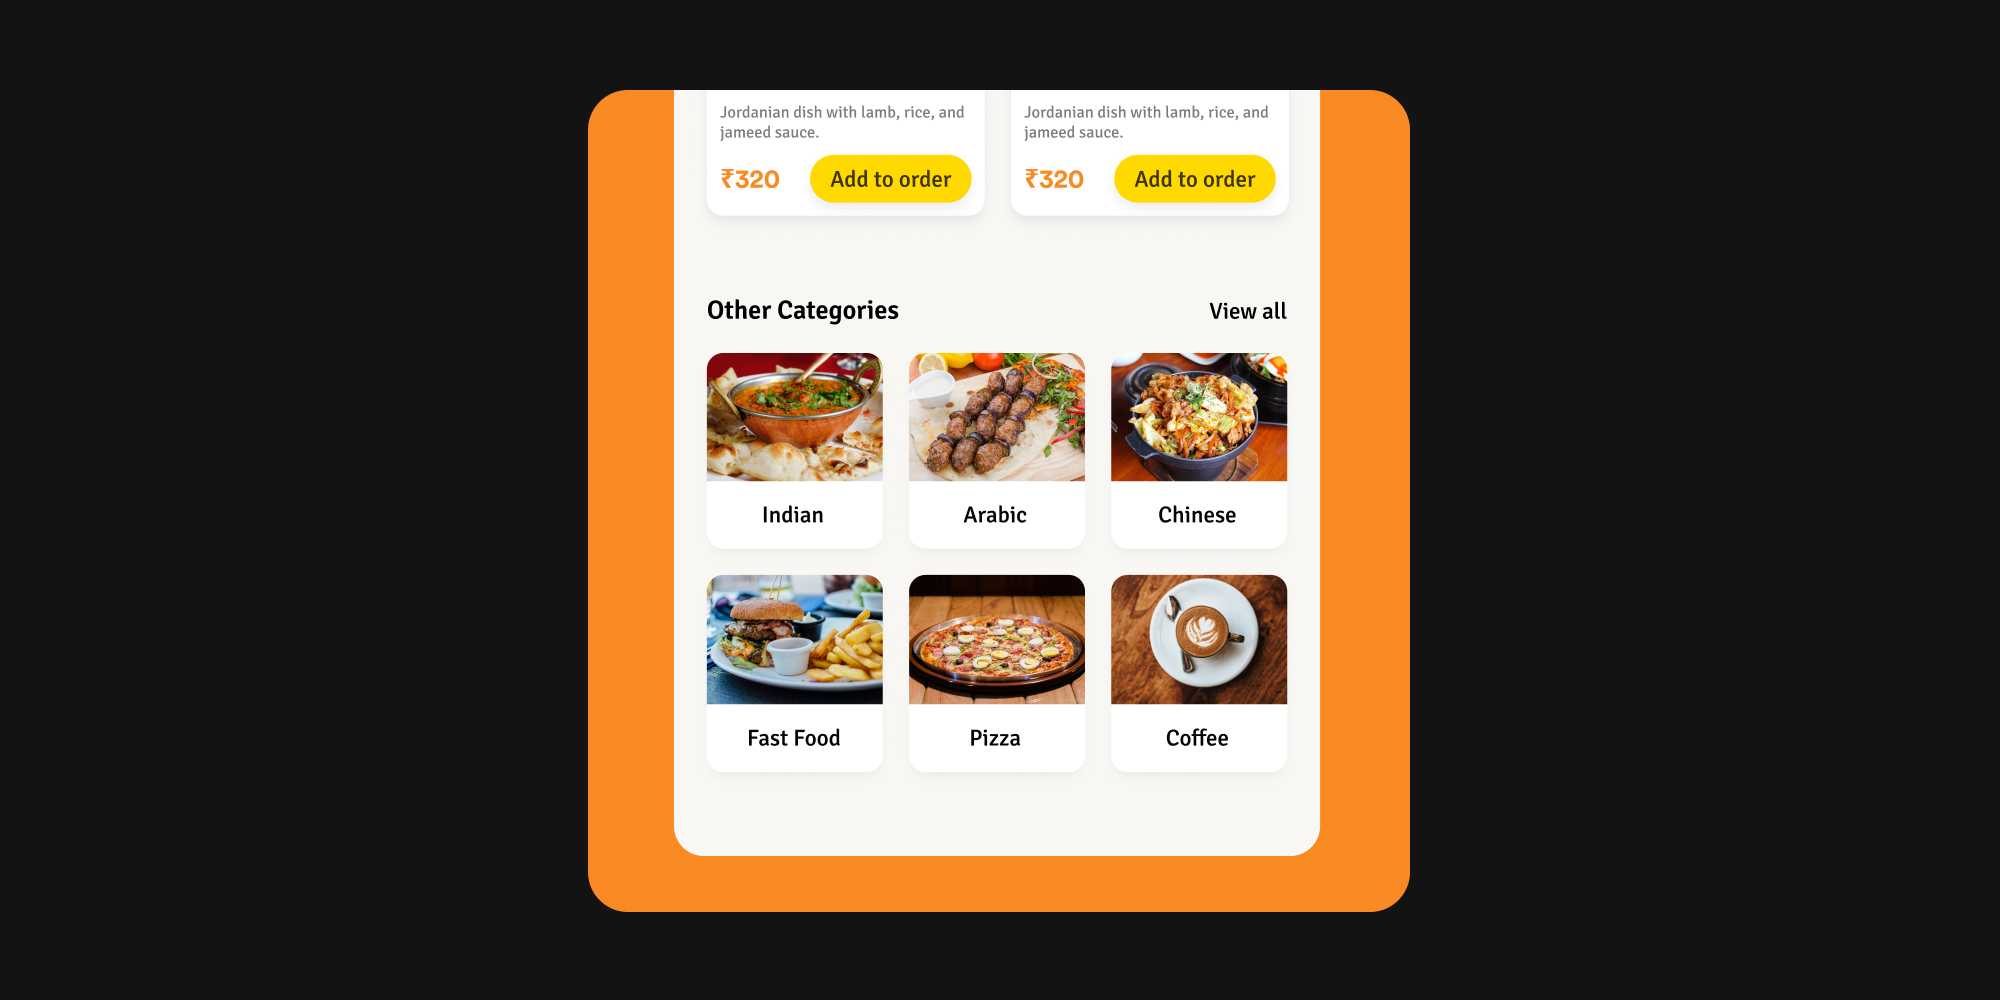 Jordanian dish with lamb, rice, and
jameed sauce.
₹320
Add to order
Jordanian dish with lamb, rice, and
jameed sauce.
₹320
Add to order
Other Categories
View all
Indian
Arabic
Chinese
Fast Food
Pizza
Coffee